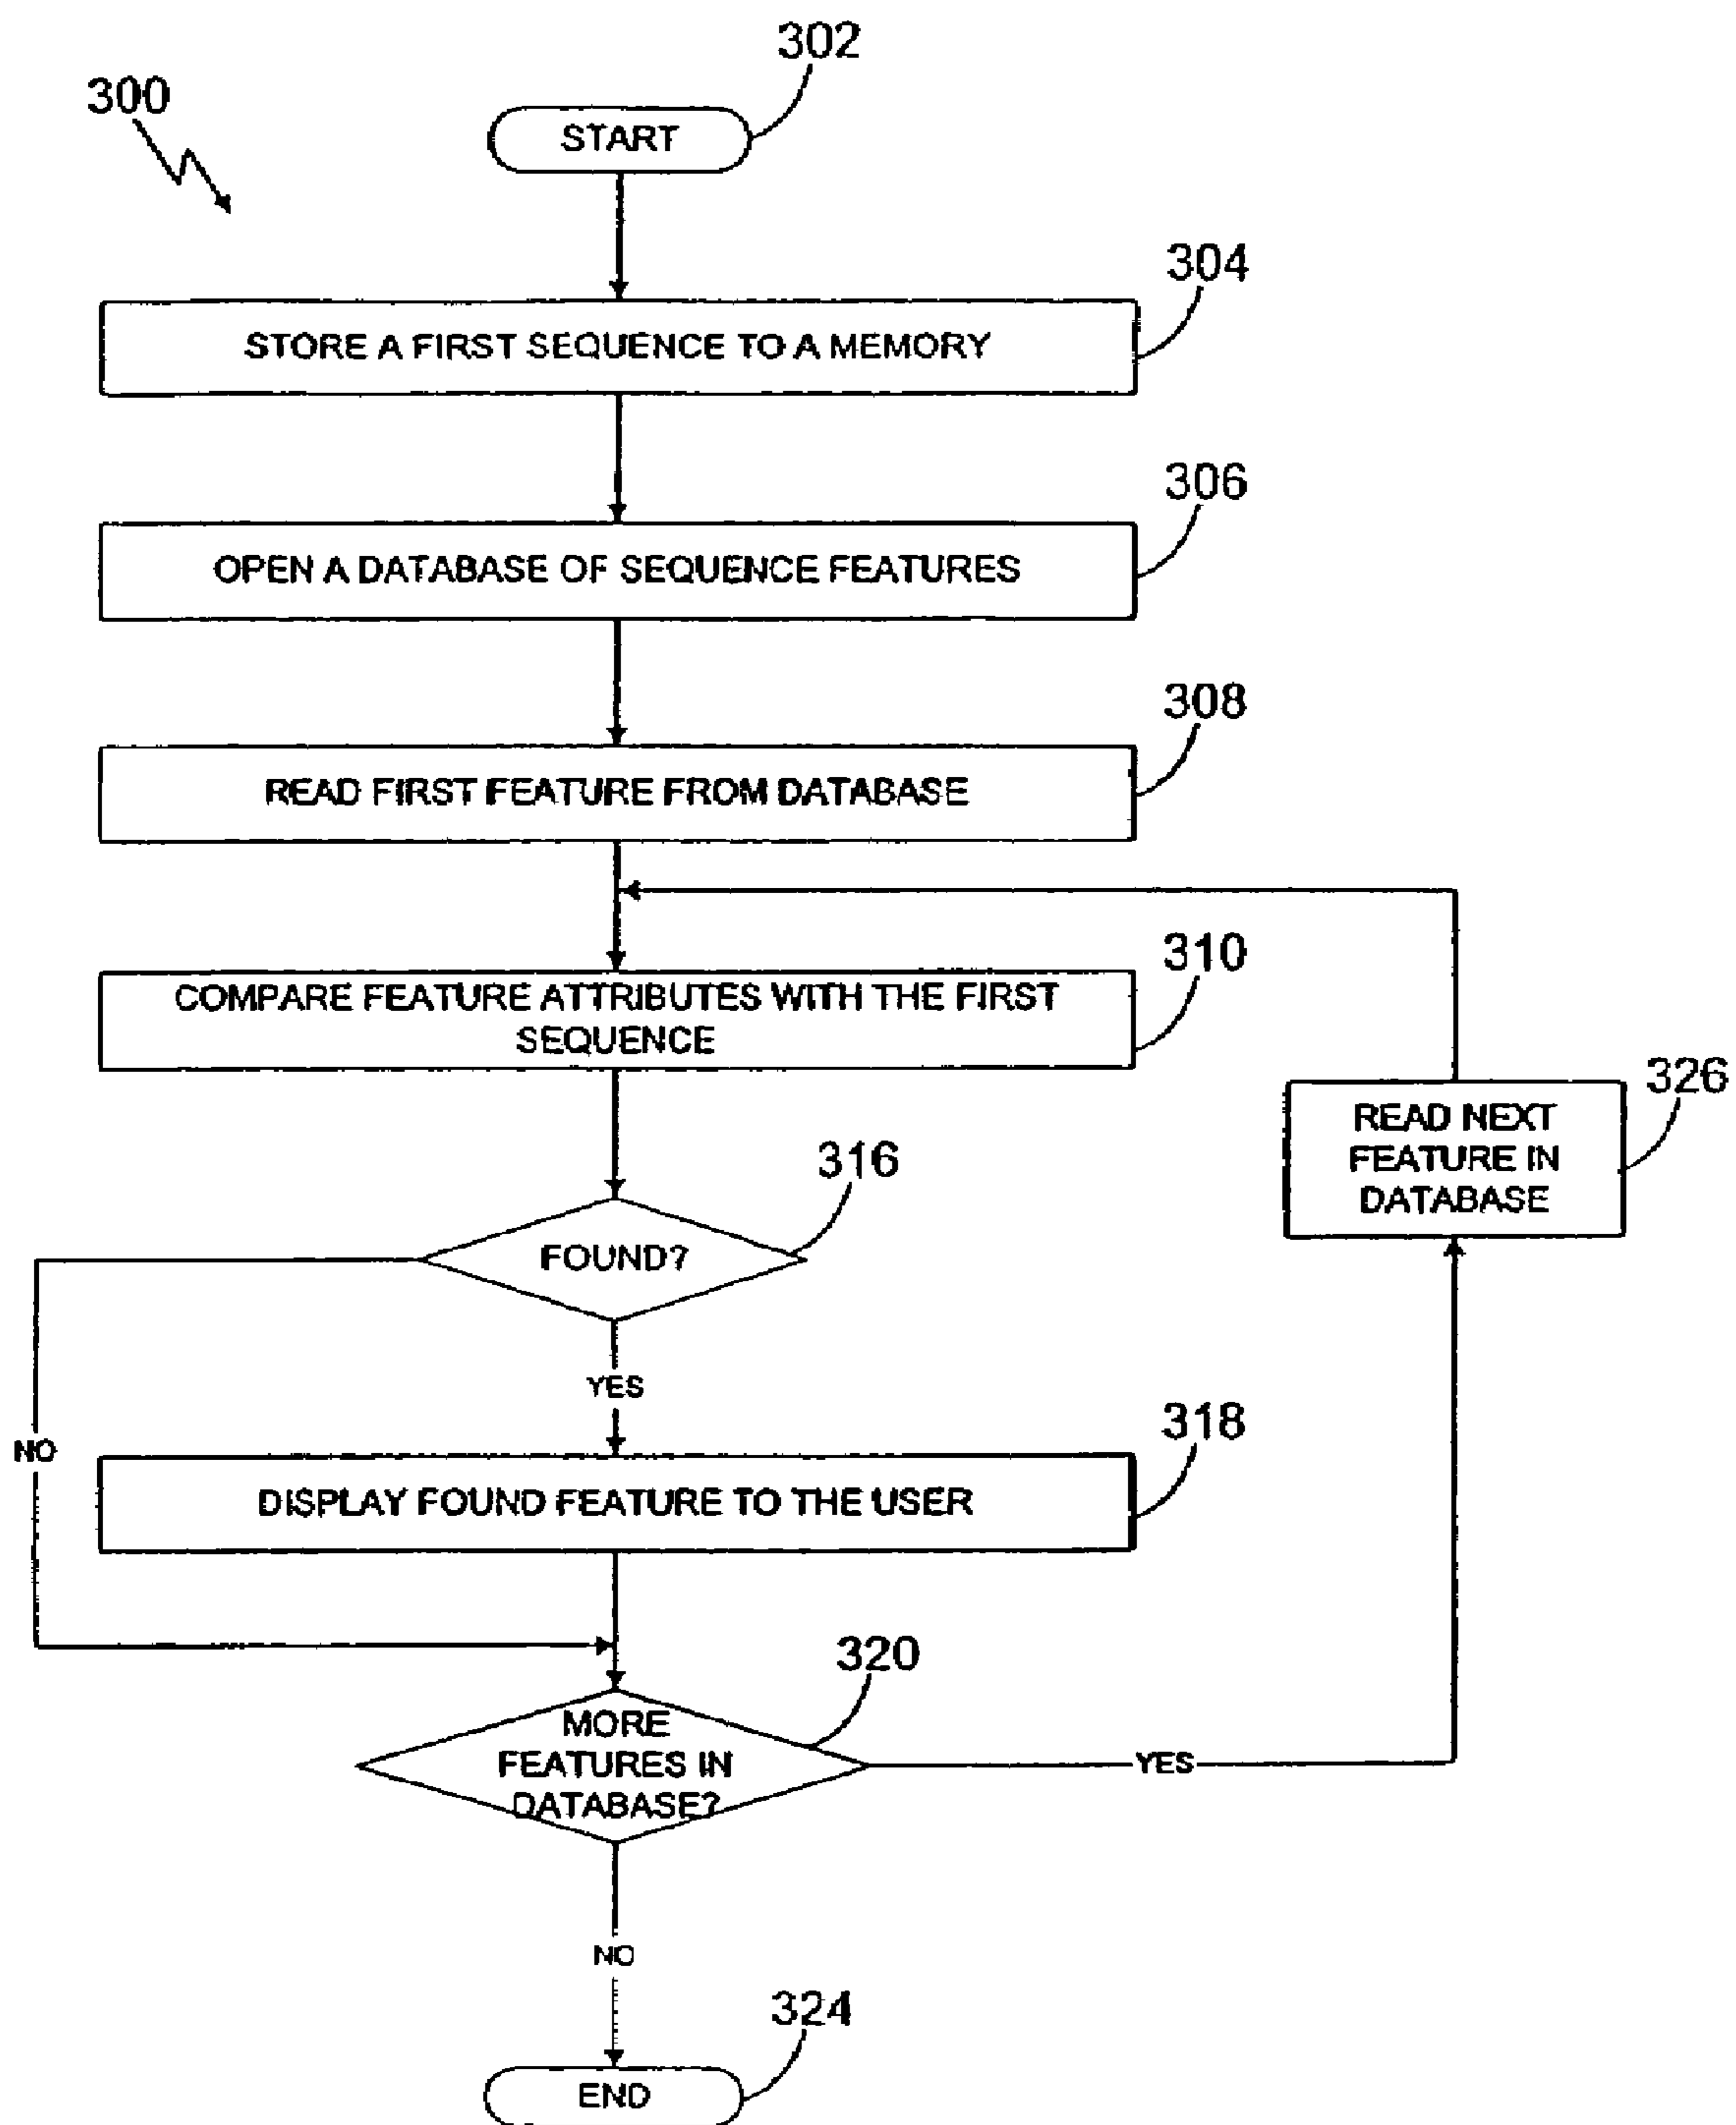 302
300
START
304
STORE A FIRST SEQUENCE TO A MEMORY
306
OPEN A DATABASE OF SEQUENCE FEATURES
308
READ FIRST FEATURE FROM DATABASE
310
COMPARE FEATURE ATTRIBUTES WITH THE FIRST
SEQUENCE
326
READ NEXT
FEATURE IN
DATABASE
316
FOUND?
YES
NO
318
DISPLAY FOUND FEATURE TO THE USER
320
MORE
FEATURES IN
DATABASE?
YES
NO
324
END